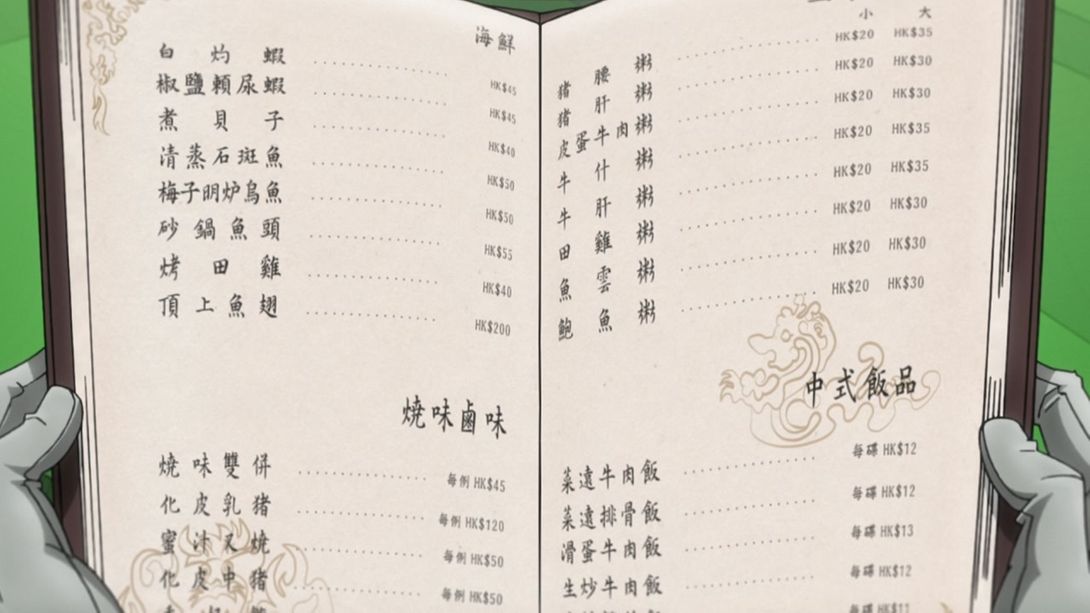 海鮮
白灼蝦 HK$45
椒鹽賴尿蝦 HK$45
煮貝子 HK$40
清蒸石斑魚 HK$50
梅子明炉烏魚 HK$50
砂鍋魚頭 HK$55
烤田雞 HK$40
頂上魚翅 HK$200
燒味鹵味
燒味雙併 每例 HK$45
化皮乳猪 每例 HK$120
蜜汁叉燒 每例 HK$50
化皮中猪 每例 HK$50
小 大
猪腰粥 HK$20 HK$35
猪肝粥 HK$20 HK$30
皮蛋牛肉粥 HK$20 HK$30
牛什粥 HK$20 HK$35
牛肝粥 HK$20 HK$35
田雞粥 HK$20 HK$30
魚雲粥 HK$20 HK$30
鮑魚粥 HK$20 HK$30
中式飯品
菜遠牛肉飯 每碟 HK$12
菜遠排骨飯 每碟 HK$12
滑蛋牛肉飯 每碟 HK$13
生炒牛肉飯 每碟 HK$12
每碟 HK$11